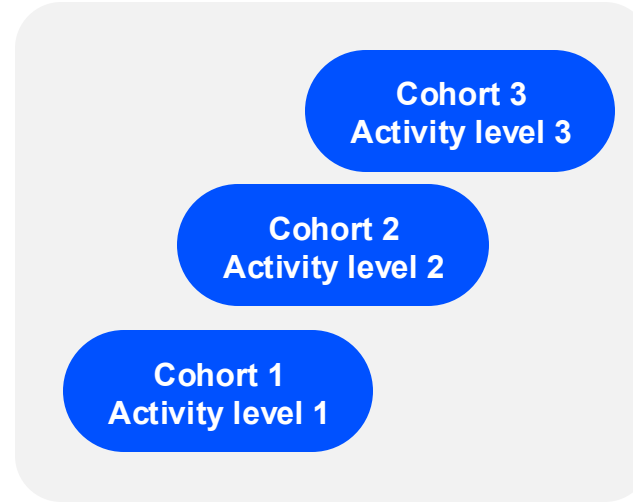 Cohort 3
Activity level 3
Cohort 2
Activity level 2
Cohort 1
Activity level 1